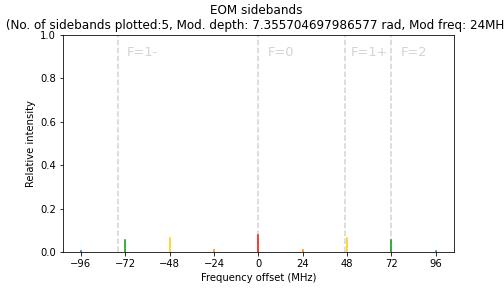 EOM sidebands
(No. of sidebands plotted:5, Mod. depth: 7.355704697986577 rad, Mod freq: 24MH
1.0
F=1- F=0 F=1+ F=2
0.8
0.6
0.4
0.2
0.0
Relative intensity
−96 −72 −48 −24 0 24 48 72 96
Frequency offset (MHz)